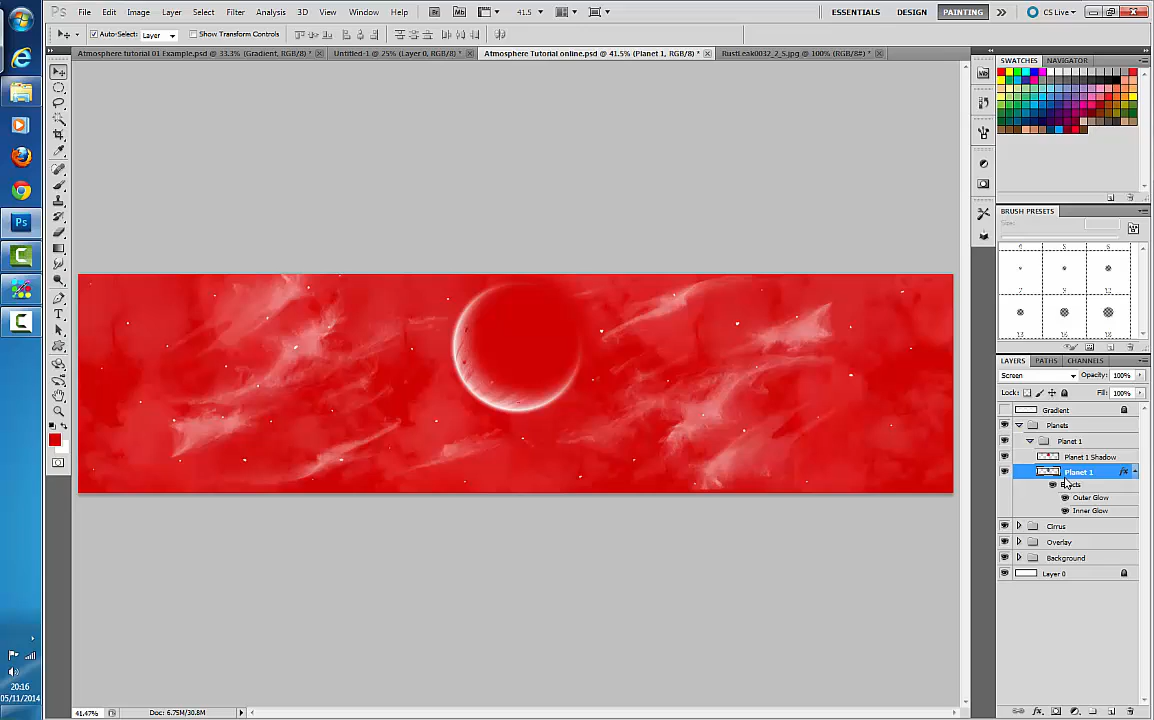 Ps File Edit Image Layer Select Filter Analysis 3D View Window Help Br Mb 41.5 ESSENTIALS DESIGN PAINTING CS Live
Auto-Select: Layer Show Transform Controls
Atmosphere tutorial 01 Example.psd @ 33.3% (Gradient, RGB/8) * Untitled-1 @ 25% (Layer 0, RGB/8) * Atmosphere Tutorial online.psd @ 41.5% (Planet 1, RGB/8) * RustLeak0032_2_S.jpg @ 100% (RGB/8#) *
SWATCHES NAVIGATOR
BRUSH PRESETS
LAYERS PATHS CHANNELS
Screen Opacity: 100%
Lock: Fill: 100%
Gradient
Planets
Planet 1
Planet 1 Shadow
Planet 1 fx
Outer Glow
Inner Glow
Cirrus
Overlay
Background
Layer 0
Ps
T
20:16
05/11/2014
41.47% Doc: 6.75M/30.8M